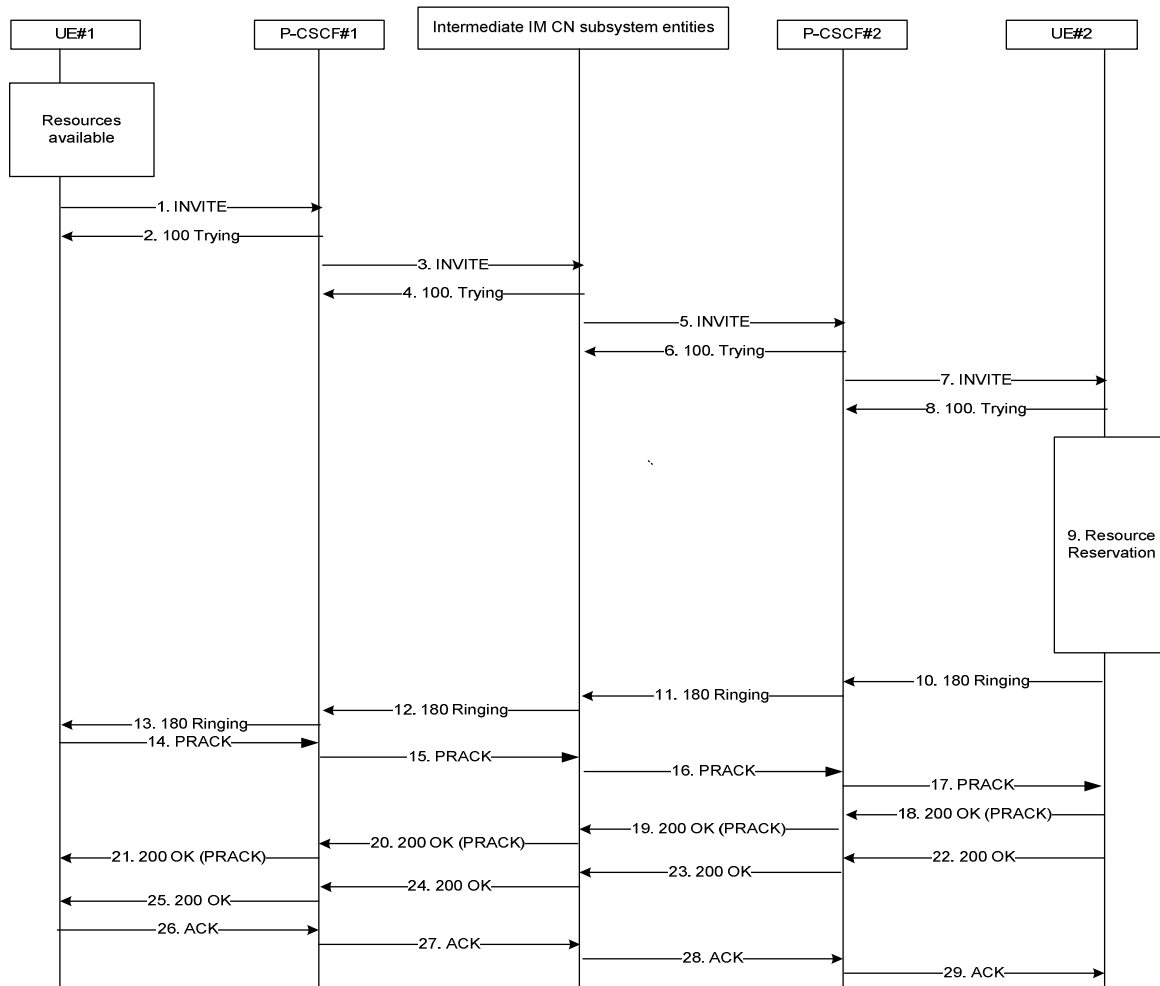 UE#1
P-CSCF#1
Intermediate IM CN subsystem entities
P-CSCF#2
UE#2
Resources
available
1. INVITE
2. 100 Trying
3. INVITE
4. 100. Trying
5. INVITE
6. 100. Trying
7. INVITE
8. 100. Trying
9. Resource
Reservation
10. 180 Ringing
11. 180 Ringing
12. 180 Ringing
13. 180 Ringing
14. PRACK
15. PRACK
16. PRACK
17. PRACK
18. 200 OK (PRACK)
19. 200 OK (PRACK)
20. 200 OK (PRACK)
21. 200 OK (PRACK)
22. 200 OK
23. 200 OK
24. 200 OK
25. 200 OK
26. ACK
27. ACK
28. ACK
29. ACK